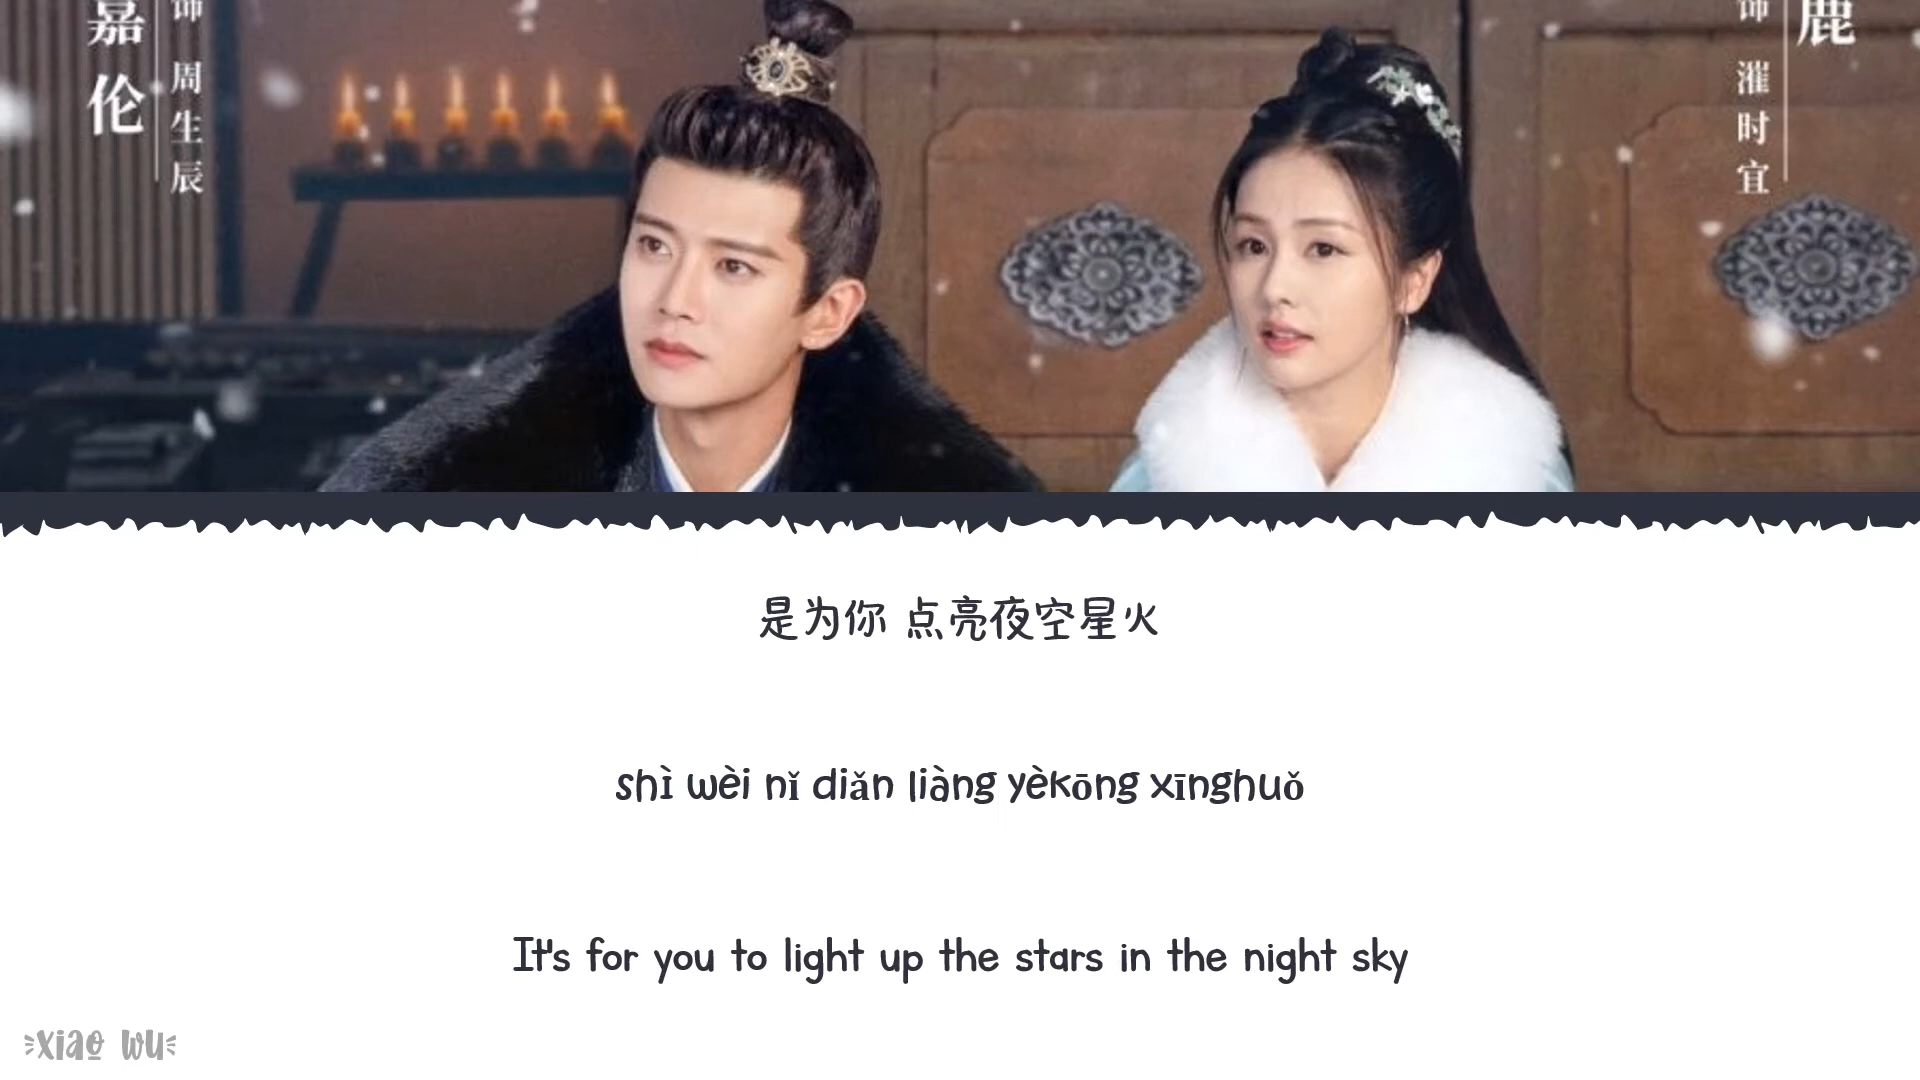 嘉伦
饰 周生辰
鹿
饰 漼时宜
是为你 点亮夜空星火
shì wèi nǐ diǎn liàng yèkōng xīnghuǒ
It's for you to light up the stars in the night sky
xiao wu